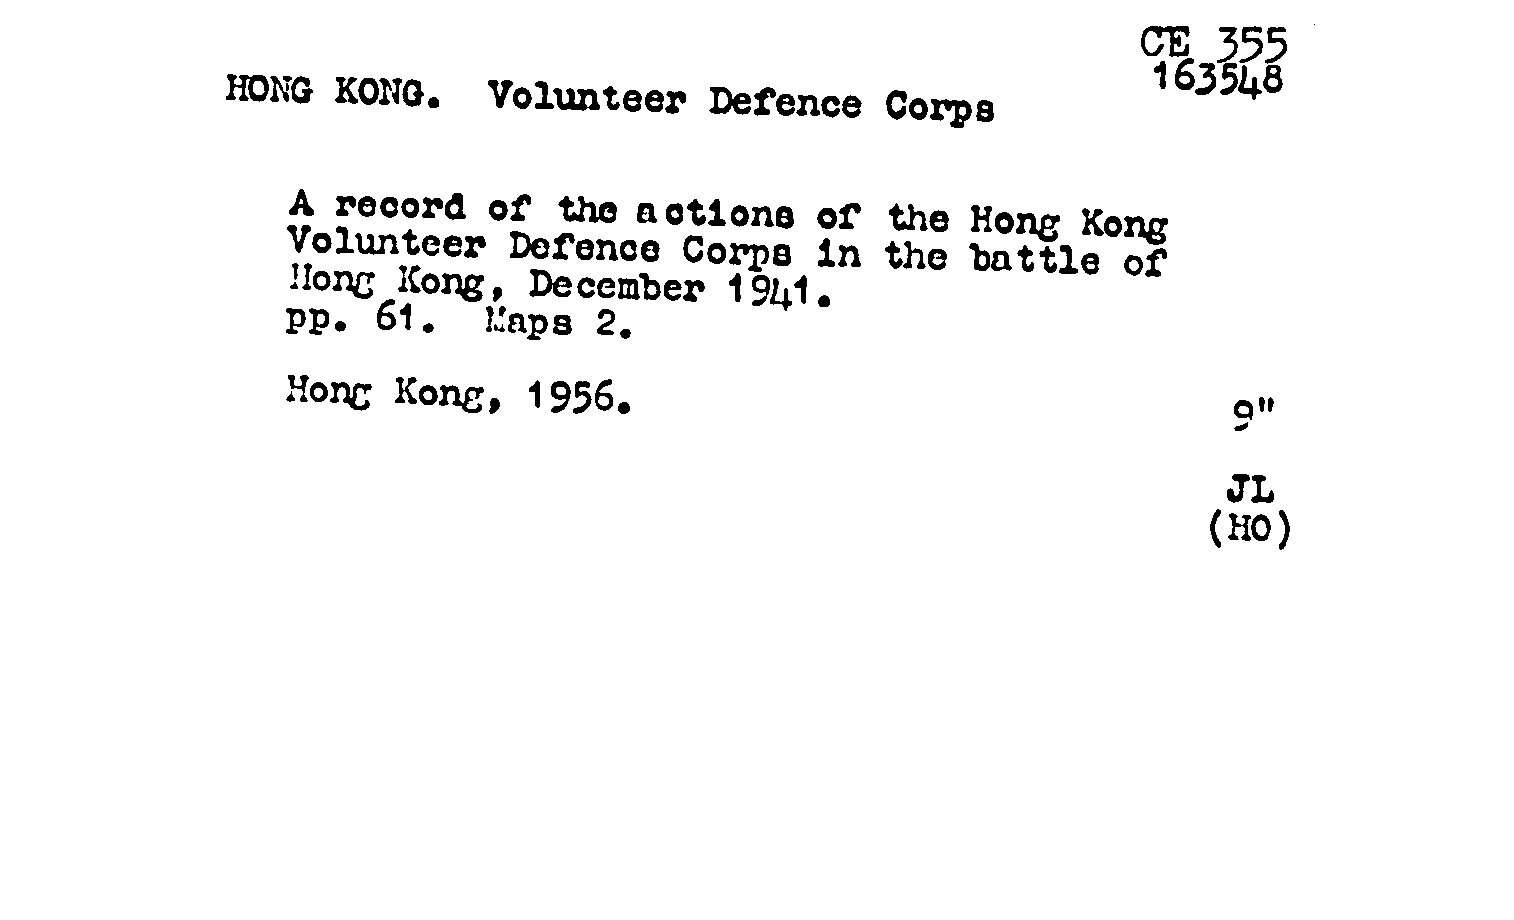 CE 355
163548
HONG KONG. Volunteer Defence Corps
A record of the actions of the Hong Kong
Volunteer Defence Corps in the battle of
Hong Kong, December 1941.
pp. 61. Maps 2.
Hong Kong, 1956.
9"
JL
(HO)